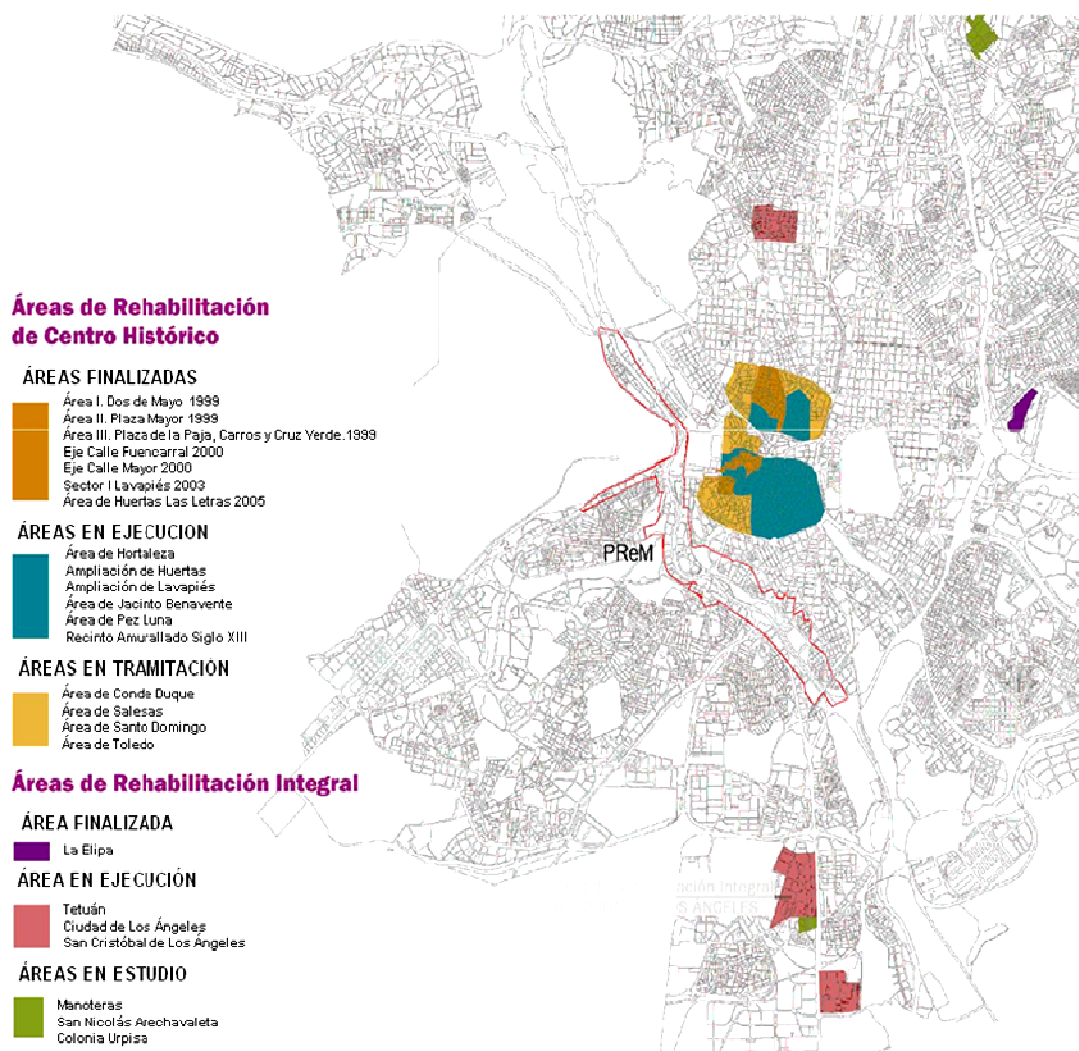 Áreas de Rehabilitación
de Centro Histórico
ÁREAS FINALIZADAS
Área I. Dos de Mayo 1999
Área II. Plaza Mayor 1999
Área III. Plaza de la Paja, Carros y Cruz Verde.1999
Eje Calle Fuencarral 2000
Eje Calle Mayor 2000
Sector I Lavapiés 2003
Área de Huertas Las Letras 2005
ÁREAS EN EJECUCION
Área de Hortaleza
Ampliación de Huertas
Ampliación de Lavapiés
Área de Jacinto Benavente
Área de Pez Luna
Recinto Amurallado Siglo XIII
ÁREAS EN TRAMITACION
Área de Conde Duque
Área de Salesas
Área de Santo Domingo
Área de Toledo
Áreas de Rehabilitación Integral
ÁREA FINALIZADA
La Elipa
ÁREA EN EJECUCIÓN
Tetuán
Ciudad de Los Ángeles
San Cristóbal de Los Ángeles
ÁREAS EN ESTUDIO
Manoteras
San Nicolás Arechavaleta
Colonia Urpisa
PReM
Integral
ANGELES